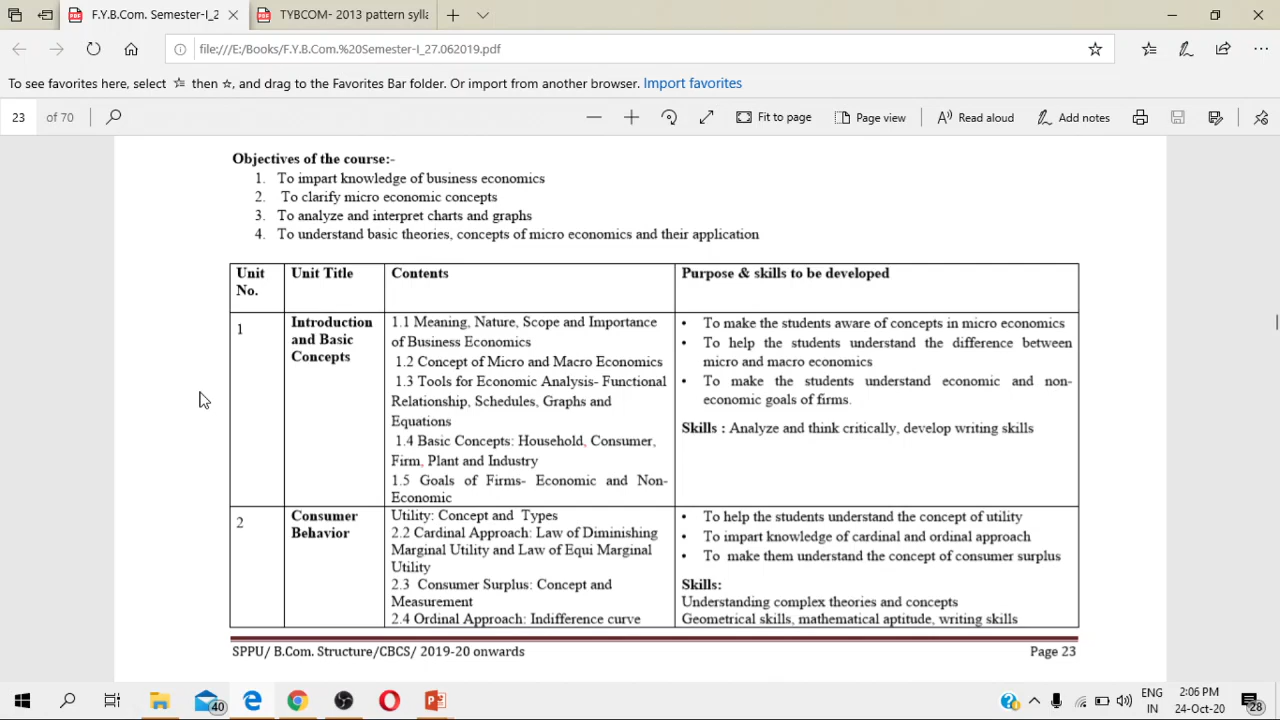 F.Y.B.Com. Semester-I_2
TYBCOM- 2013 pattern sylla
file:///E:/Books/F.Y.B.Com.%20Semester-I_27.062019.pdf
To see favorites here, select then ☆, and drag to the Favorites Bar folder. Or import from another browser. Import favorites
23 of 70
Fit to page
Page view
Read aloud
Add notes
Objectives of the course:-
1. To impart knowledge of business economics
2. To clarify micro economic concepts
3. To analyze and interpret charts and graphs
4. To understand basic theories, concepts of micro economics and their application
Unit No.
Unit Title
Contents
Purpose & skills to be developed
1
Introduction
and Basic
Concepts
1.1 Meaning, Nature, Scope and Importance
of Business Economics
1.2 Concept of Micro and Macro Economics
1.3 Tools for Economic Analysis- Functional
Relationship, Schedules, Graphs and
Equations
1.4 Basic Concepts: Household, Consumer,
Firm, Plant and Industry
1.5 Goals of Firms- Economic and Non-
Economic
• To make the students aware of concepts in micro economics
• To help the students understand the difference between
micro and macro economics
• To make the students understand economic and non-
economic goals of firms.
Skills : Analyze and think critically, develop writing skills
2
Consumer
Behavior
Utility: Concept and Types
2.2 Cardinal Approach: Law of Diminishing
Marginal Utility and Law of Equi Marginal
Utility
2.3 Consumer Surplus: Concept and
Measurement
2.4 Ordinal Approach: Indifference curve
• To help the students understand the concept of utility
• To impart knowledge of cardinal and ordinal approach
• To make them understand the concept of consumer surplus
Skills:
Understanding complex theories and concepts
Geometrical skills, mathematical aptitude, writing skills
SPPU/ B.Com. Structure/CBCS/ 2019-20 onwards
Page 23
40
ENG
IN
2:06 PM
24-Oct-20
28